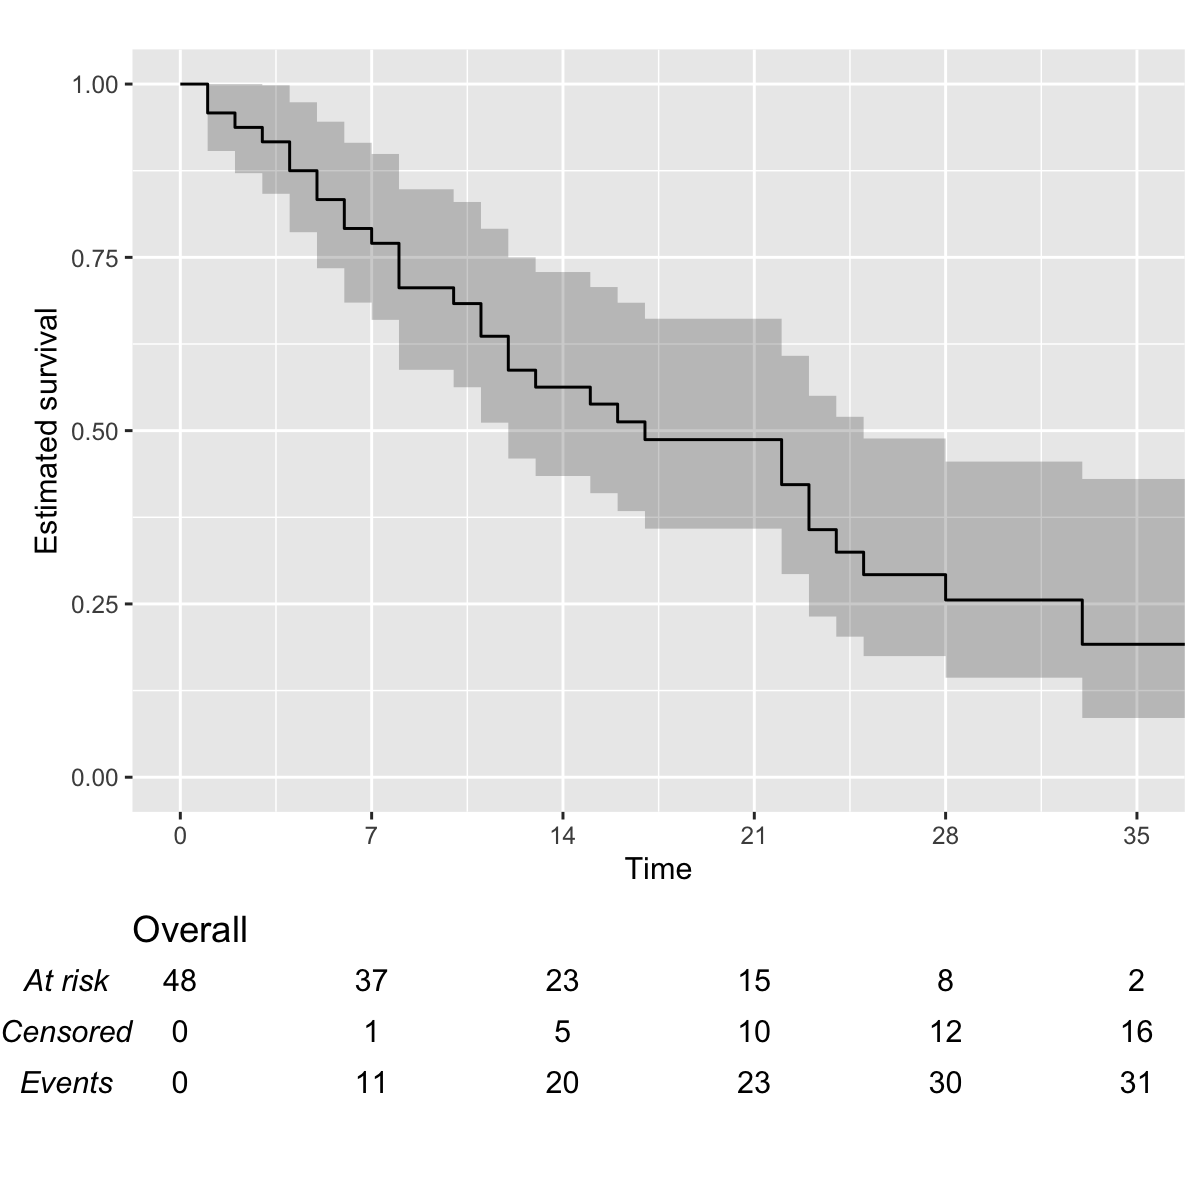 1.00
0.75
0.50
0.25
0.00
Estimated survival
0 7 14 21 28 35
Time
Overall
At risk 48 37 23 15 8 2
Censored 0 1 5 10 12 16
Events 0 11 20 23 30 31